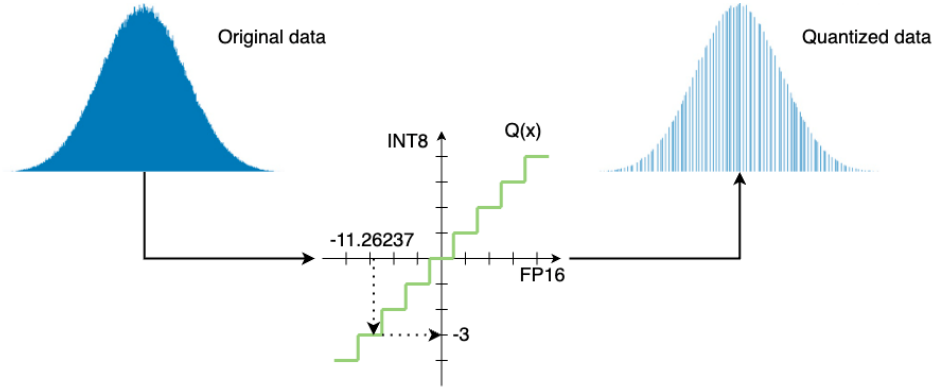 Original data
Quantized data
INT8
Q(x)
-11.26237
FP16
-3